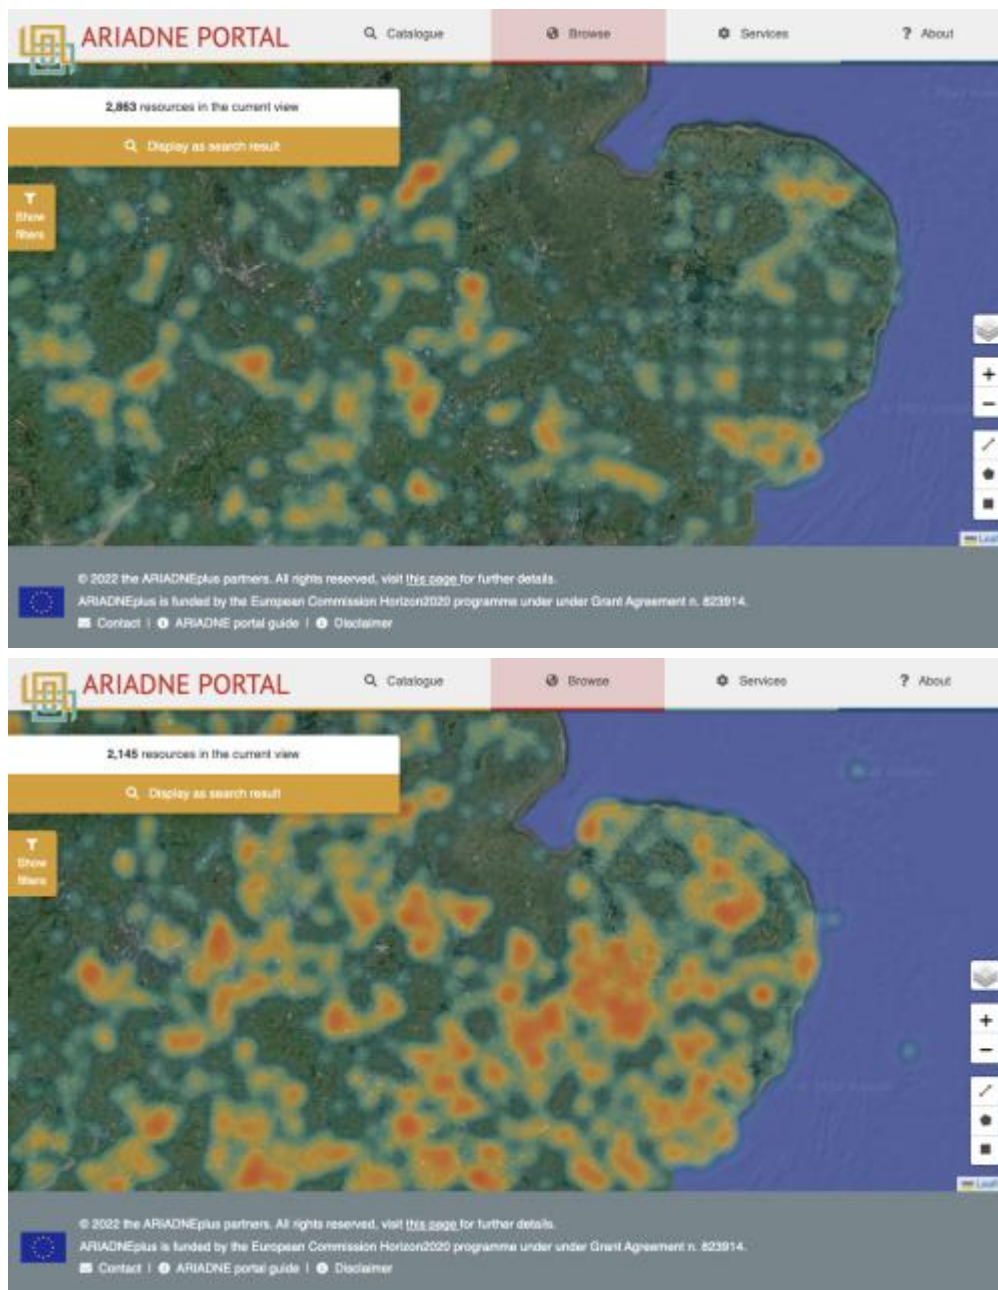 ARIADNE PORTAL
Catalogue
Browse
Services
? About
2,863 resources in the current view
Display as search result
Show
filters
+
−
© 2022 the ARIADNEplus partners. All rights reserved, visit this page for further details.
ARIADNEplus is funded by the European Commission Horizon2020 programme under under Grant Agreement n. 823914.
Contact | ARIADNE portal guide | Disclaimer
ARIADNE PORTAL
Catalogue
Browse
Services
? About
2,145 resources in the current view
Display as search result
Show
filters
+
−
© 2022 the ARIADNEplus partners. All rights reserved, visit this page for further details.
ARIADNEplus is funded by the European Commission Horizon2020 programme under under Grant Agreement n. 823914.
Contact | ARIADNE portal guide | Disclaimer